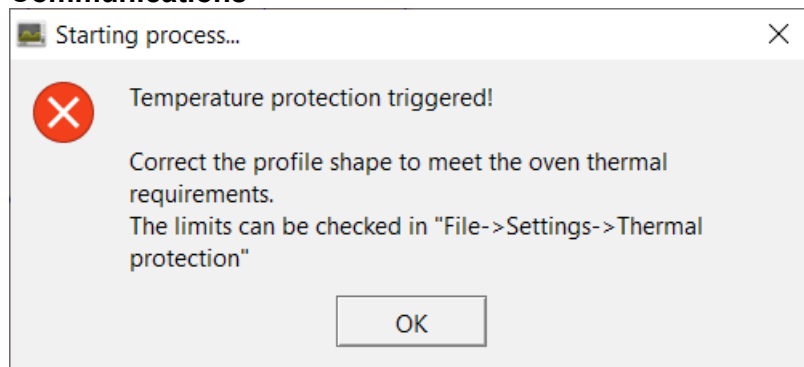 Communications
Starting process...
Temperature protection triggered!
Correct the profile shape to meet the oven thermal
requirements.
The limits can be checked in "File->Settings->Thermal
protection"
OK